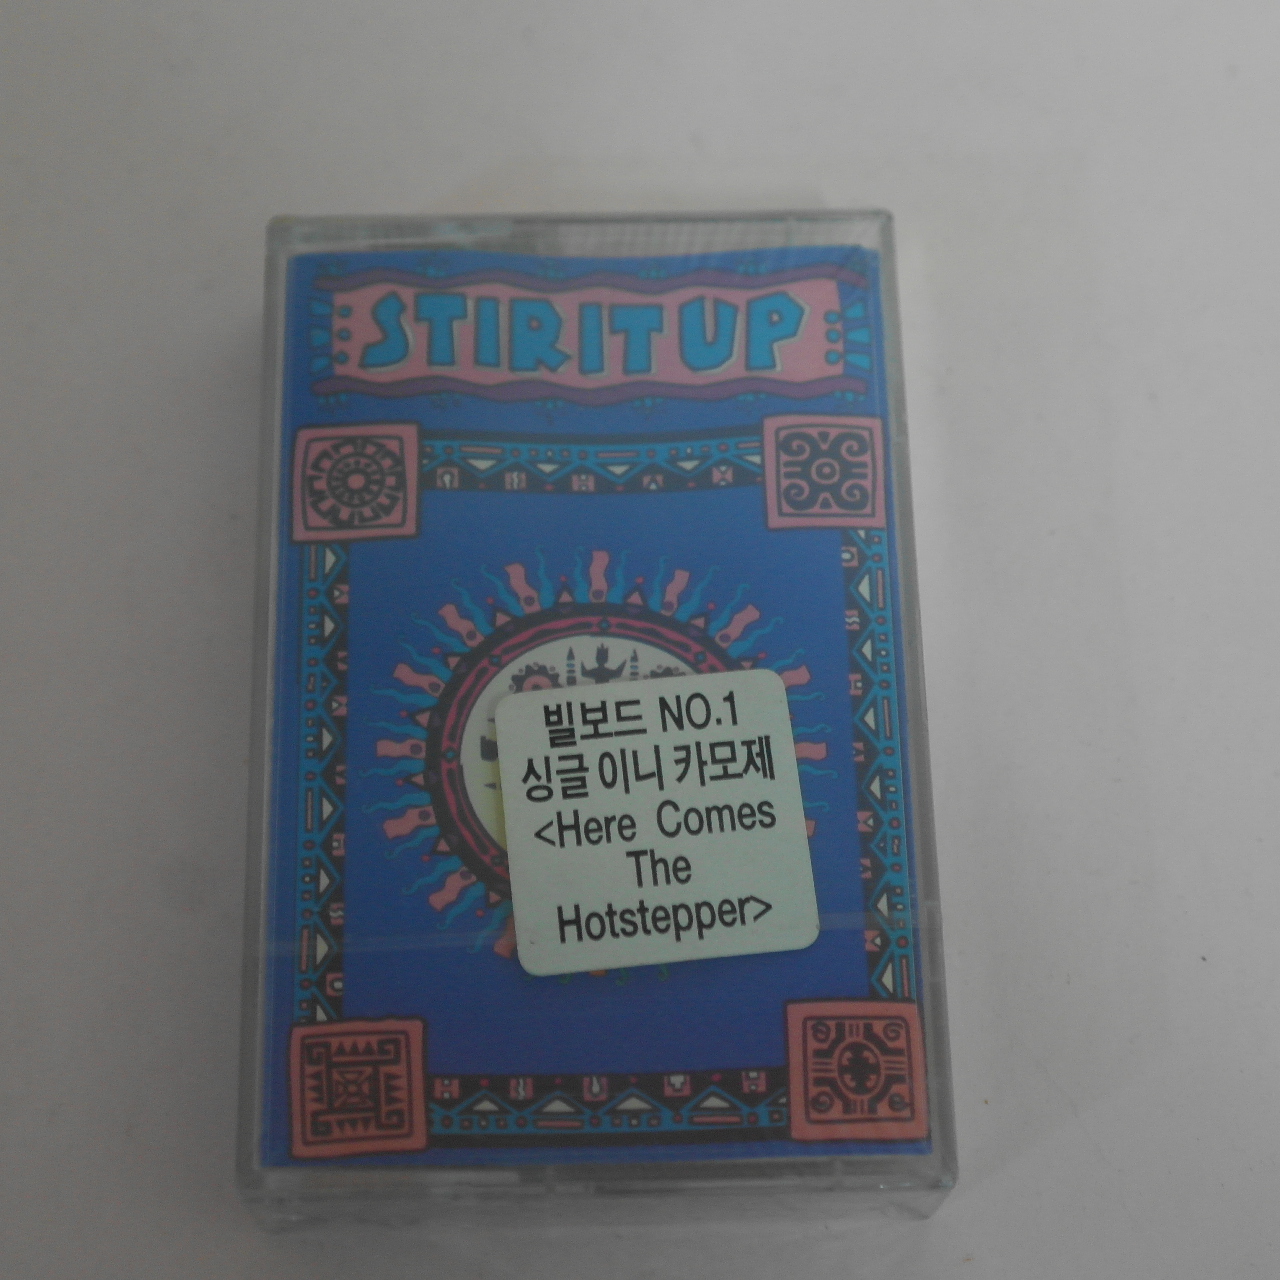 STIR IT UP
빌보드 NO.1
싱글 이니 카모제
<Here Comes
The
Hotstepper>